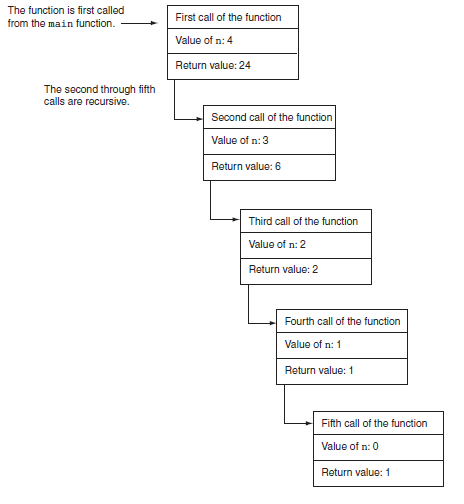 The function is first called
from the main function.
First call of the function
Value of n: 4
Return value: 24
The second through fifth
calls are recursive.
Second call of the function
Value of n: 3
Return value: 6
Third call of the function
Value of n: 2
Return value: 2
Fourth call of the function
Value of n: 1
Return value: 1
Fifth call of the function
Value of n: 0
Return value: 1